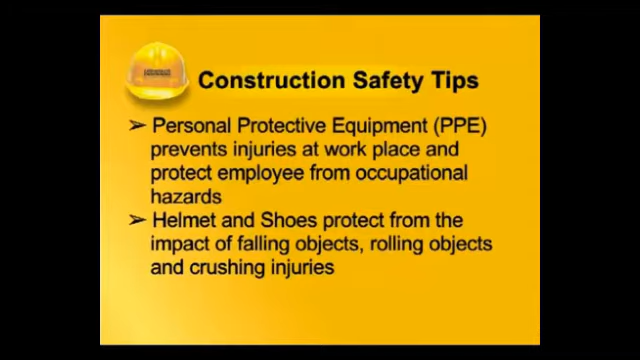 Construction Safety Tips
➢ Personal Protective Equipment (PPE)
prevents injuries at work place and
protect employee from occupational
hazards
➢ Helmet and Shoes protect from the
impact of falling objects, rolling objects
and crushing injuries